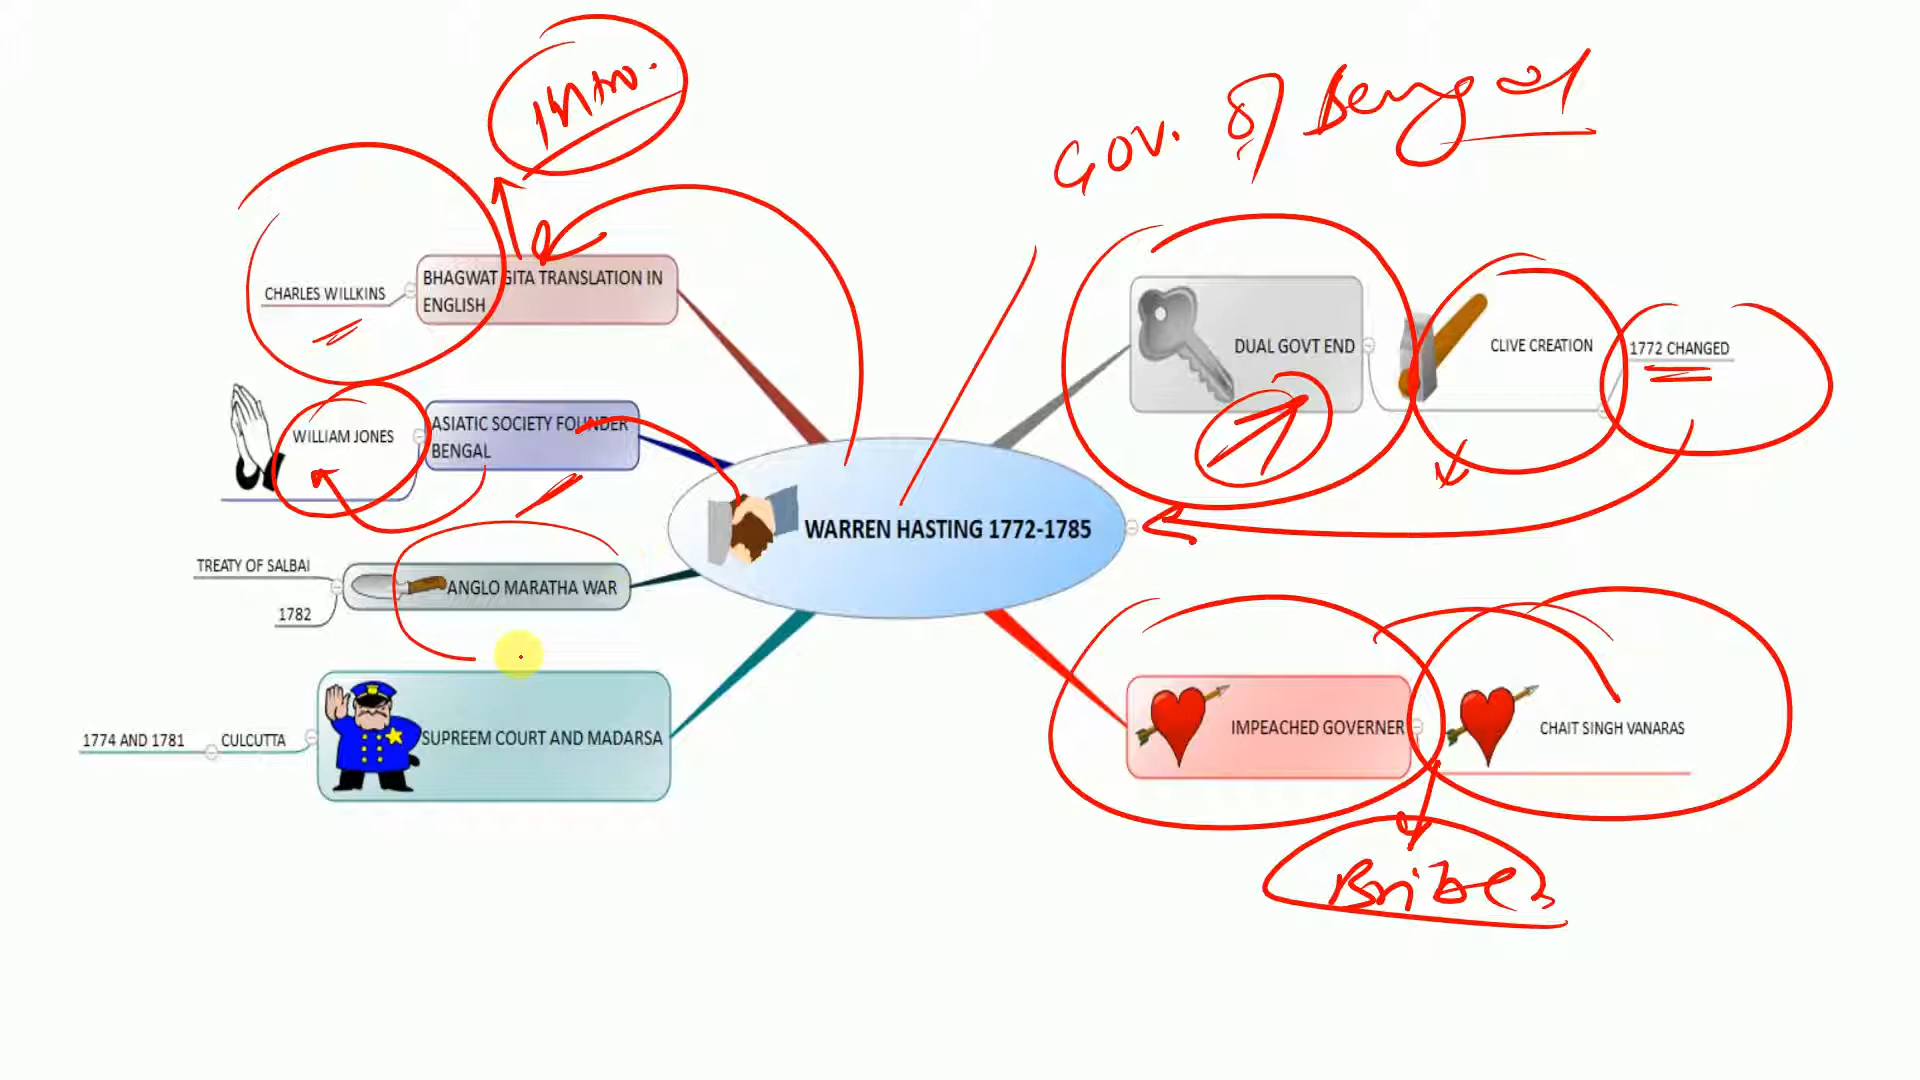 Intro.
Gov. of Bengal
CHARLES WILLKINS
BHAGWAT GITA TRANSLATION IN
ENGLISH
WILLIAM JONES
ASIATIC SOCIETY FOUNDER
BENGAL
TREATY OF SALBAI
1782
ANGLO MARATHA WAR
1774 AND 1781
CULCUTTA
SUPREEM COURT AND MADARSA
WARREN HASTING 1772-1785
DUAL GOVT END
CLIVE CREATION
1772 CHANGED
IMPEACHED GOVERNER
CHAIT SINGH VANARAS
Bribes